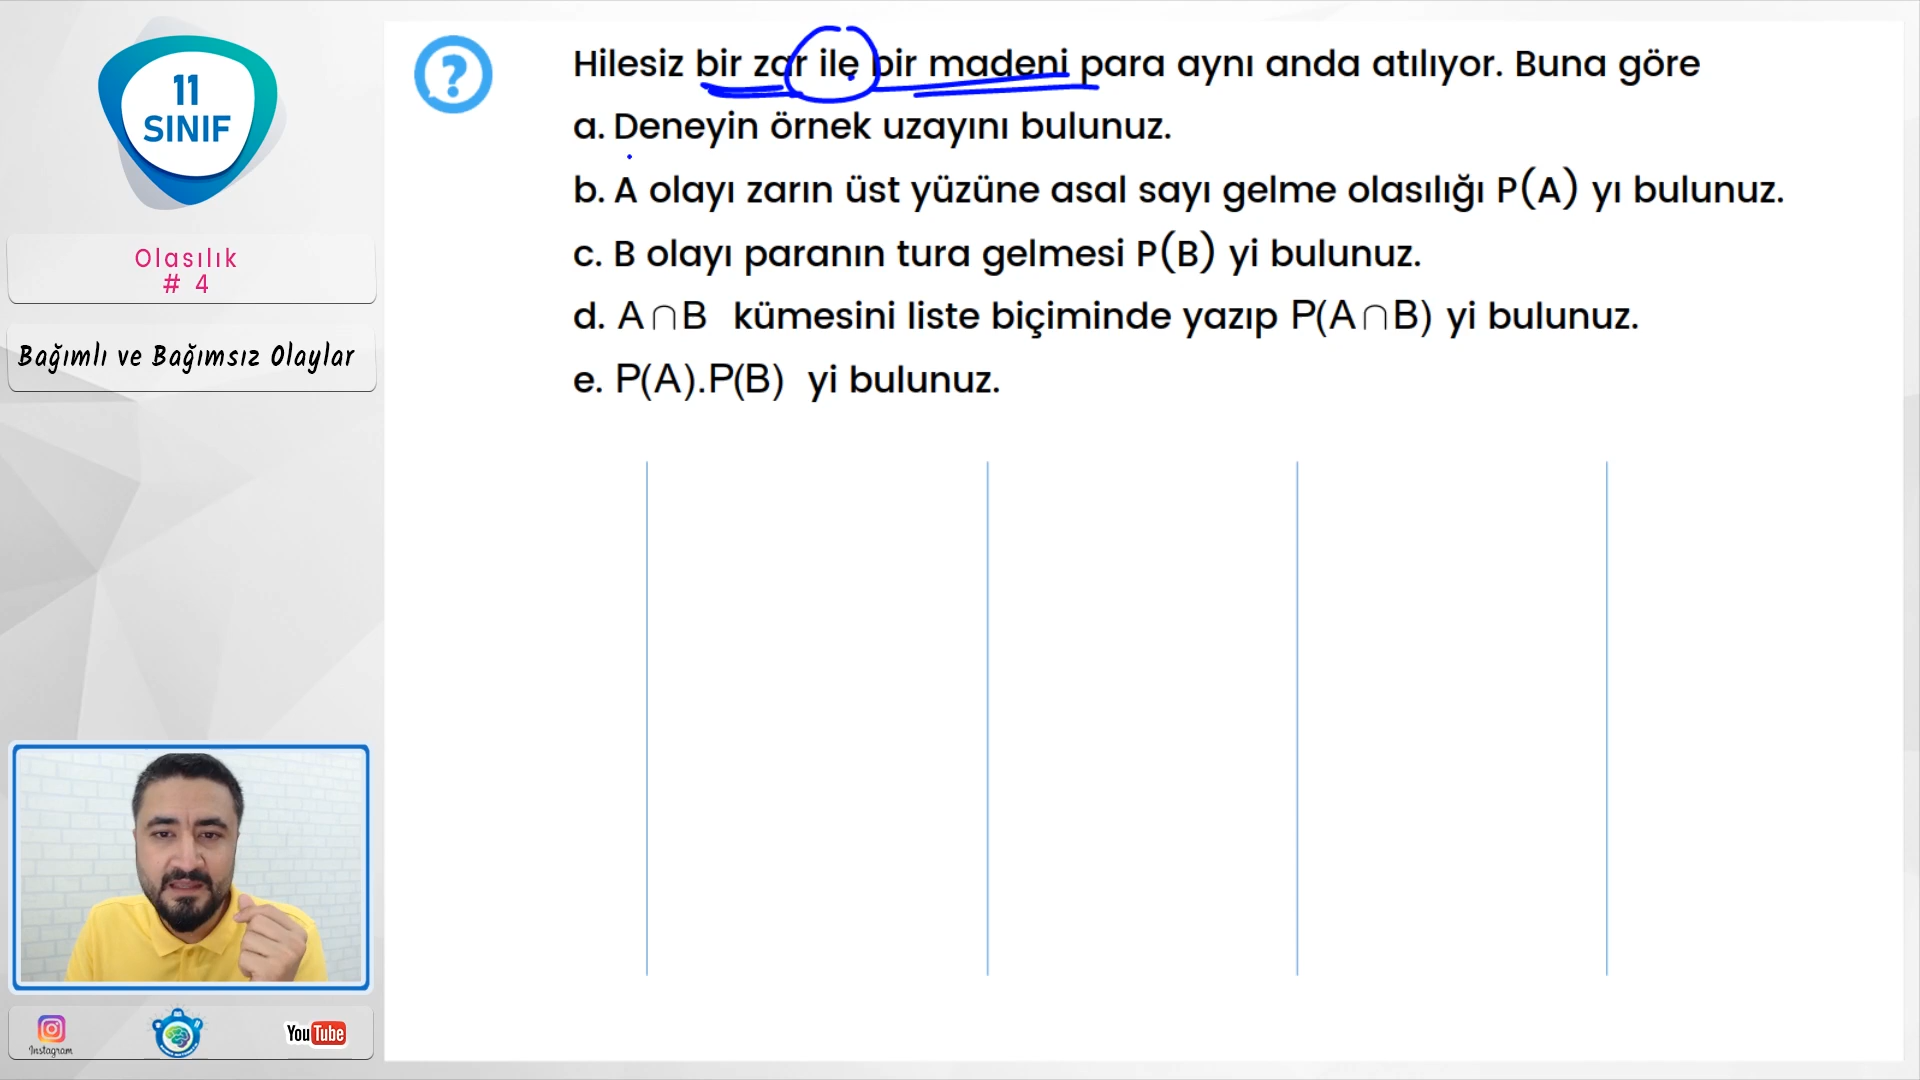 11
SINIF
Olasılık
# 4
Bağımlı ve Bağımsız Olaylar
Hilesiz bir zar ile bir madeni para aynı anda atılıyor. Buna göre
a. Deneyin örnek uzayını bulunuz.
b. A olayı zarın üst yüzüne asal sayı gelme olasılığı P(A) yı bulunuz.
c. B olayı paranın tura gelmesi P(B) yi bulunuz.
d. A∩B kümesini liste biçiminde yazıp P(A∩B) yi bulunuz.
e. P(A).P(B) yi bulunuz.
Instagram
YouTube